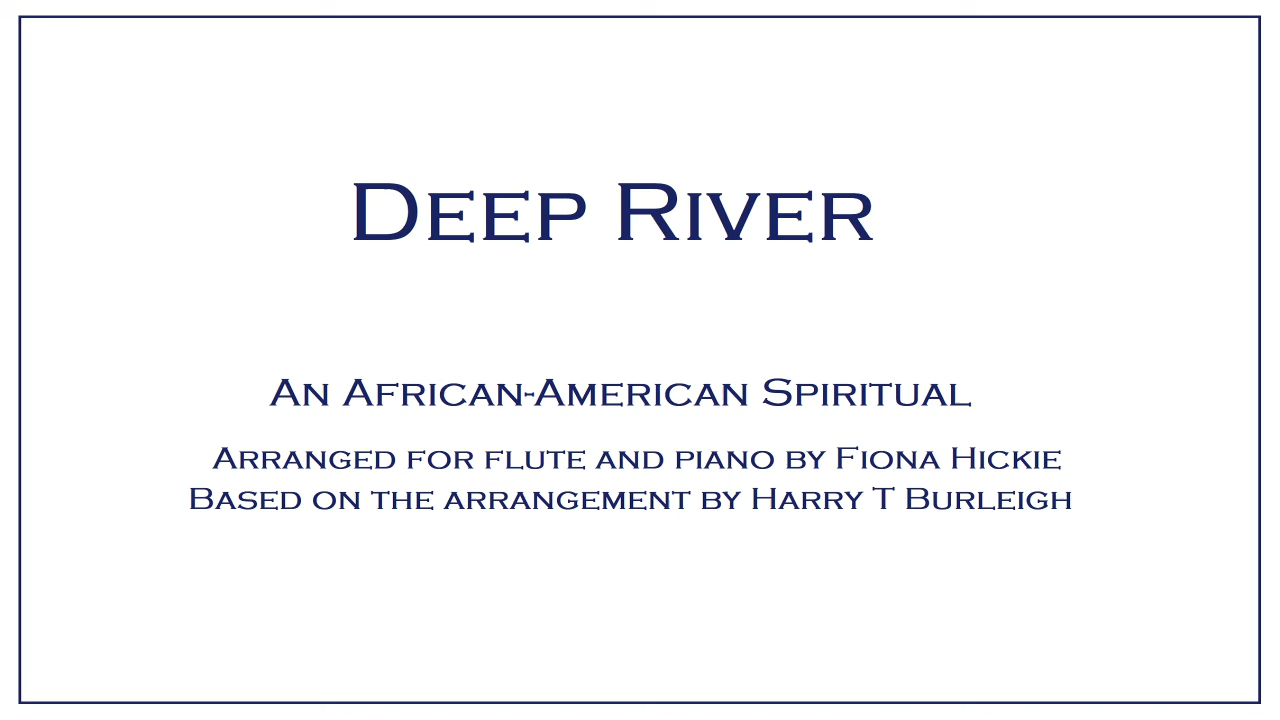 Deep River
An African-American Spiritual
Arranged for flute and piano by Fiona Hickie
Based on the arrangement by Harry T Burleigh